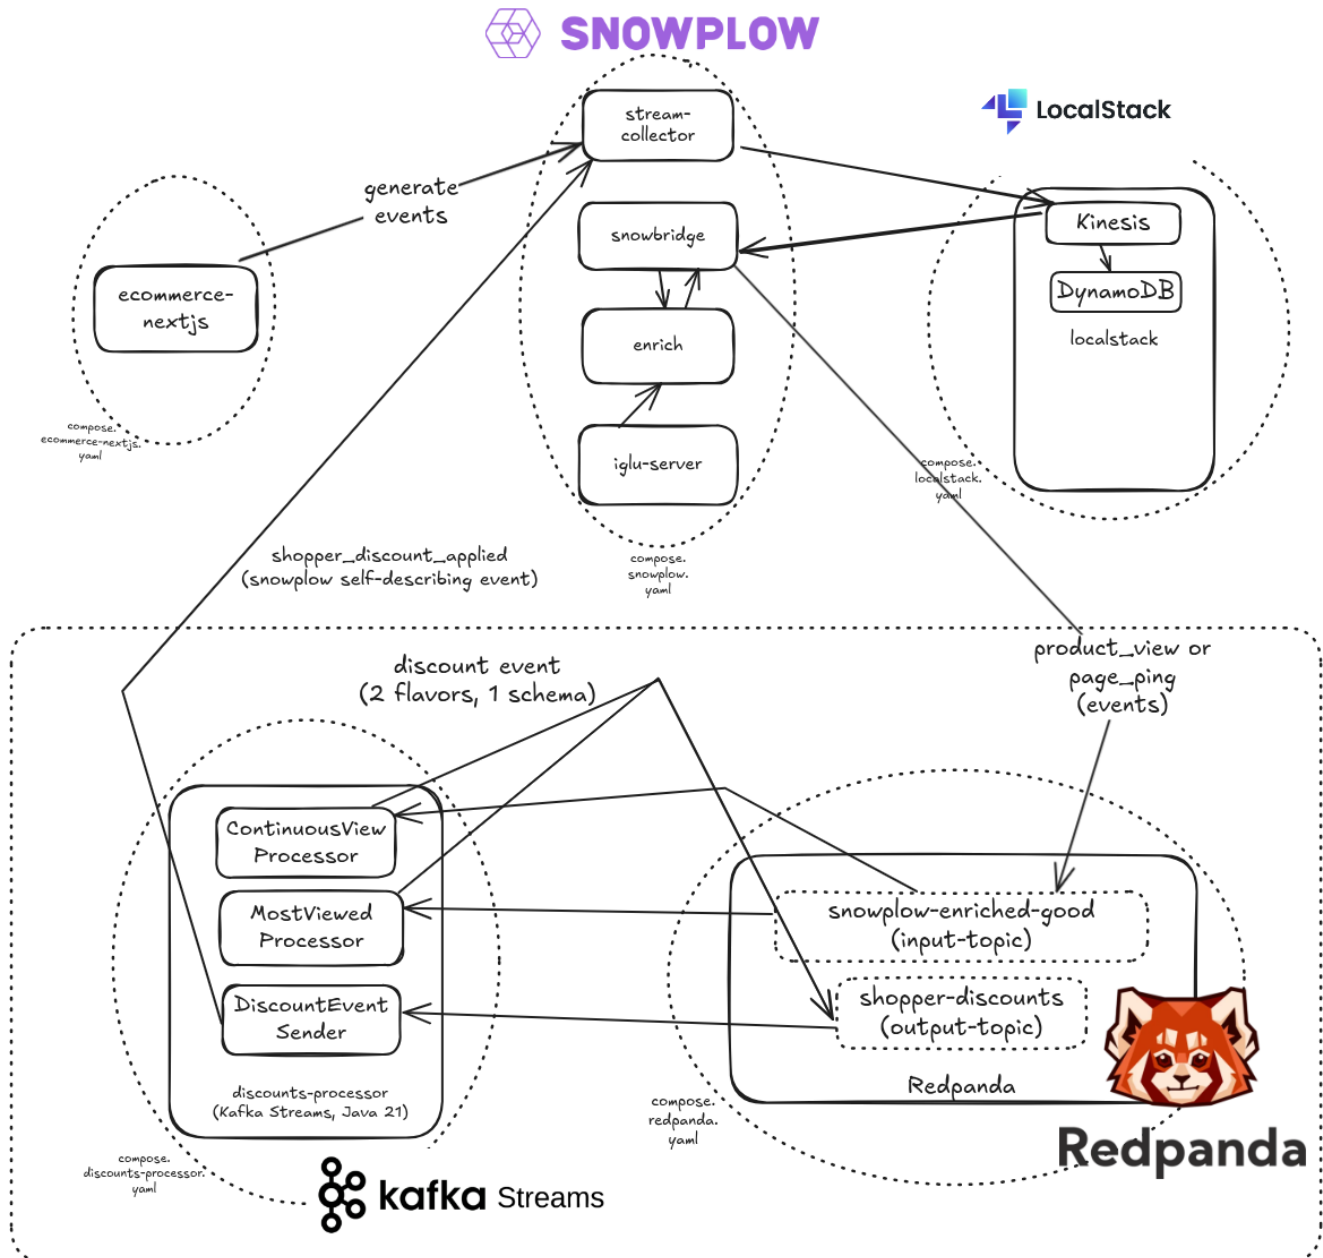 SNOWPLOW
stream-
collector
LocalStack
generate
events
snowbridge
Kinesis
DynamoDB
localstack
ecommerce-
nextjs
enrich
compose.
ecommerce-nextjs.
yaml
iglu-server
compose.
localstack.
yaml
shopper_discount_applied
(snowplow self-describing event)
compose.
snowplow.
yaml
discount event
(2 flavors, 1 schema)
product_view or
page_ping
(events)
ContinuousView
Processor
MostViewed
Processor
DiscountEvent
Sender
discounts-processor
(Kafka Streams, Java 21)
compose.
discounts-processor.
yaml
kafka Streams
snowplow-enriched-good
(input-topic)
shopper-discounts
(output-topic)
Redpanda
compose.
redpanda.
yaml
Redpanda